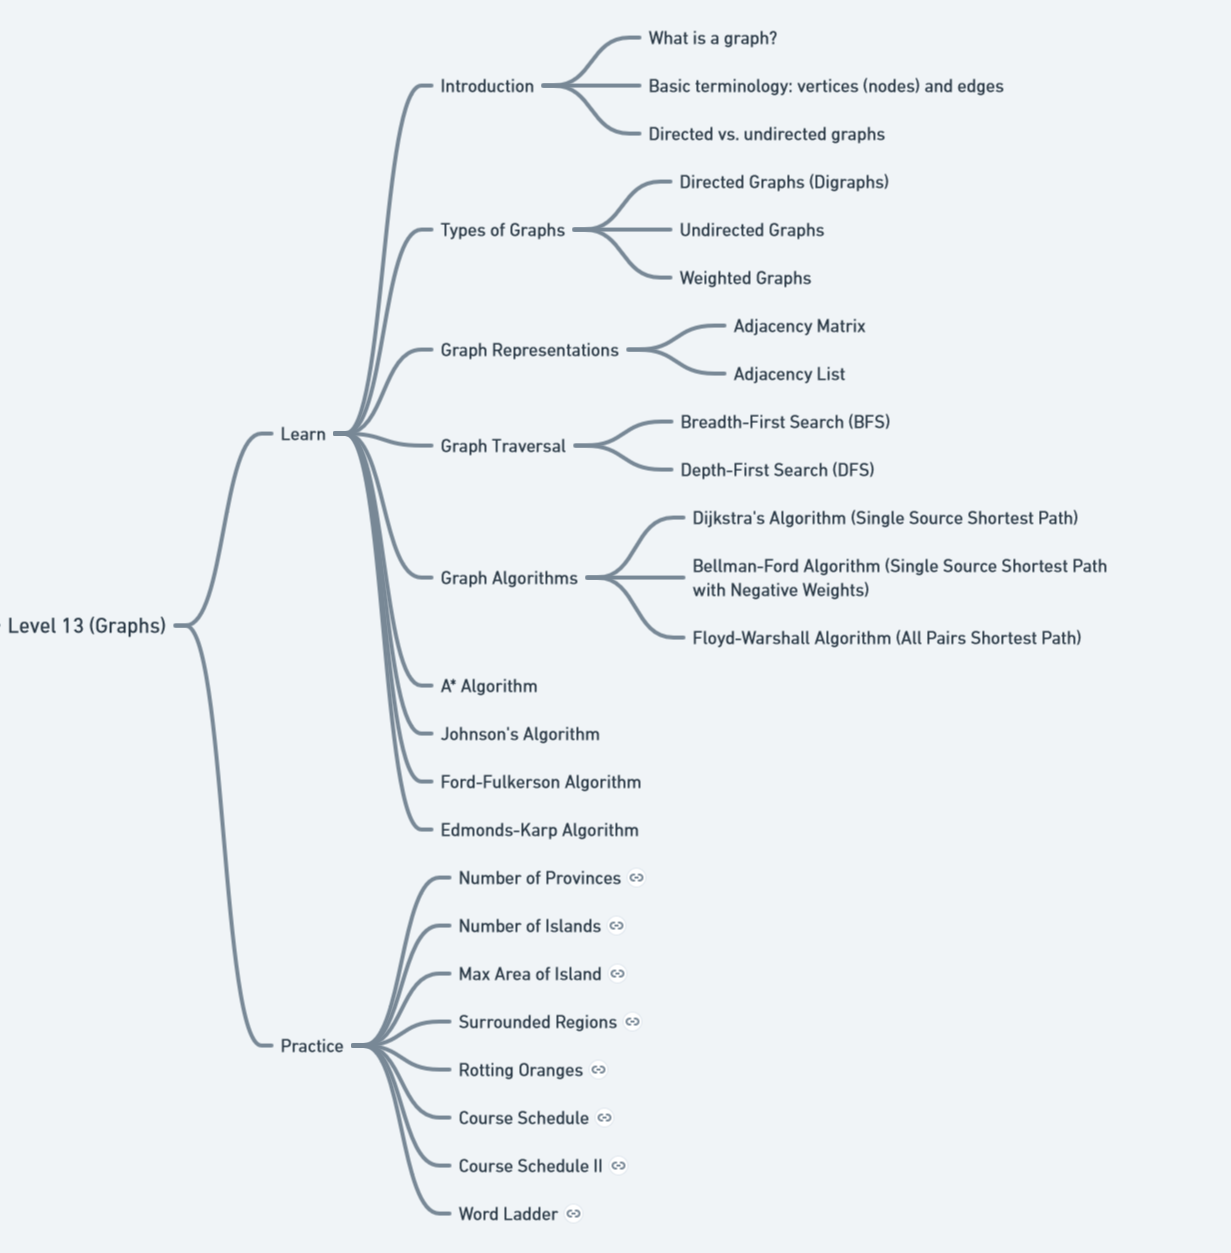 What is a graph?
Introduction
Basic terminology: vertices (nodes) and edges
Directed vs. undirected graphs
Directed Graphs (Digraphs)
Types of Graphs
Undirected Graphs
Weighted Graphs
Adjacency Matrix
Graph Representations
Adjacency List
Breadth-First Search (BFS)
Learn
Graph Traversal
Depth-First Search (DFS)
Dijkstra's Algorithm (Single Source Shortest Path)
Graph Algorithms
Bellman-Ford Algorithm (Single Source Shortest Path
with Negative Weights)
Level 13 (Graphs)
Floyd-Warshall Algorithm (All Pairs Shortest Path)
A* Algorithm
Johnson's Algorithm
Ford-Fulkerson Algorithm
Edmonds-Karp Algorithm
Number of Provinces
Number of Islands
Max Area of Island
Surrounded Regions
Practice
Rotting Oranges
Course Schedule
Course Schedule II
Word Ladder